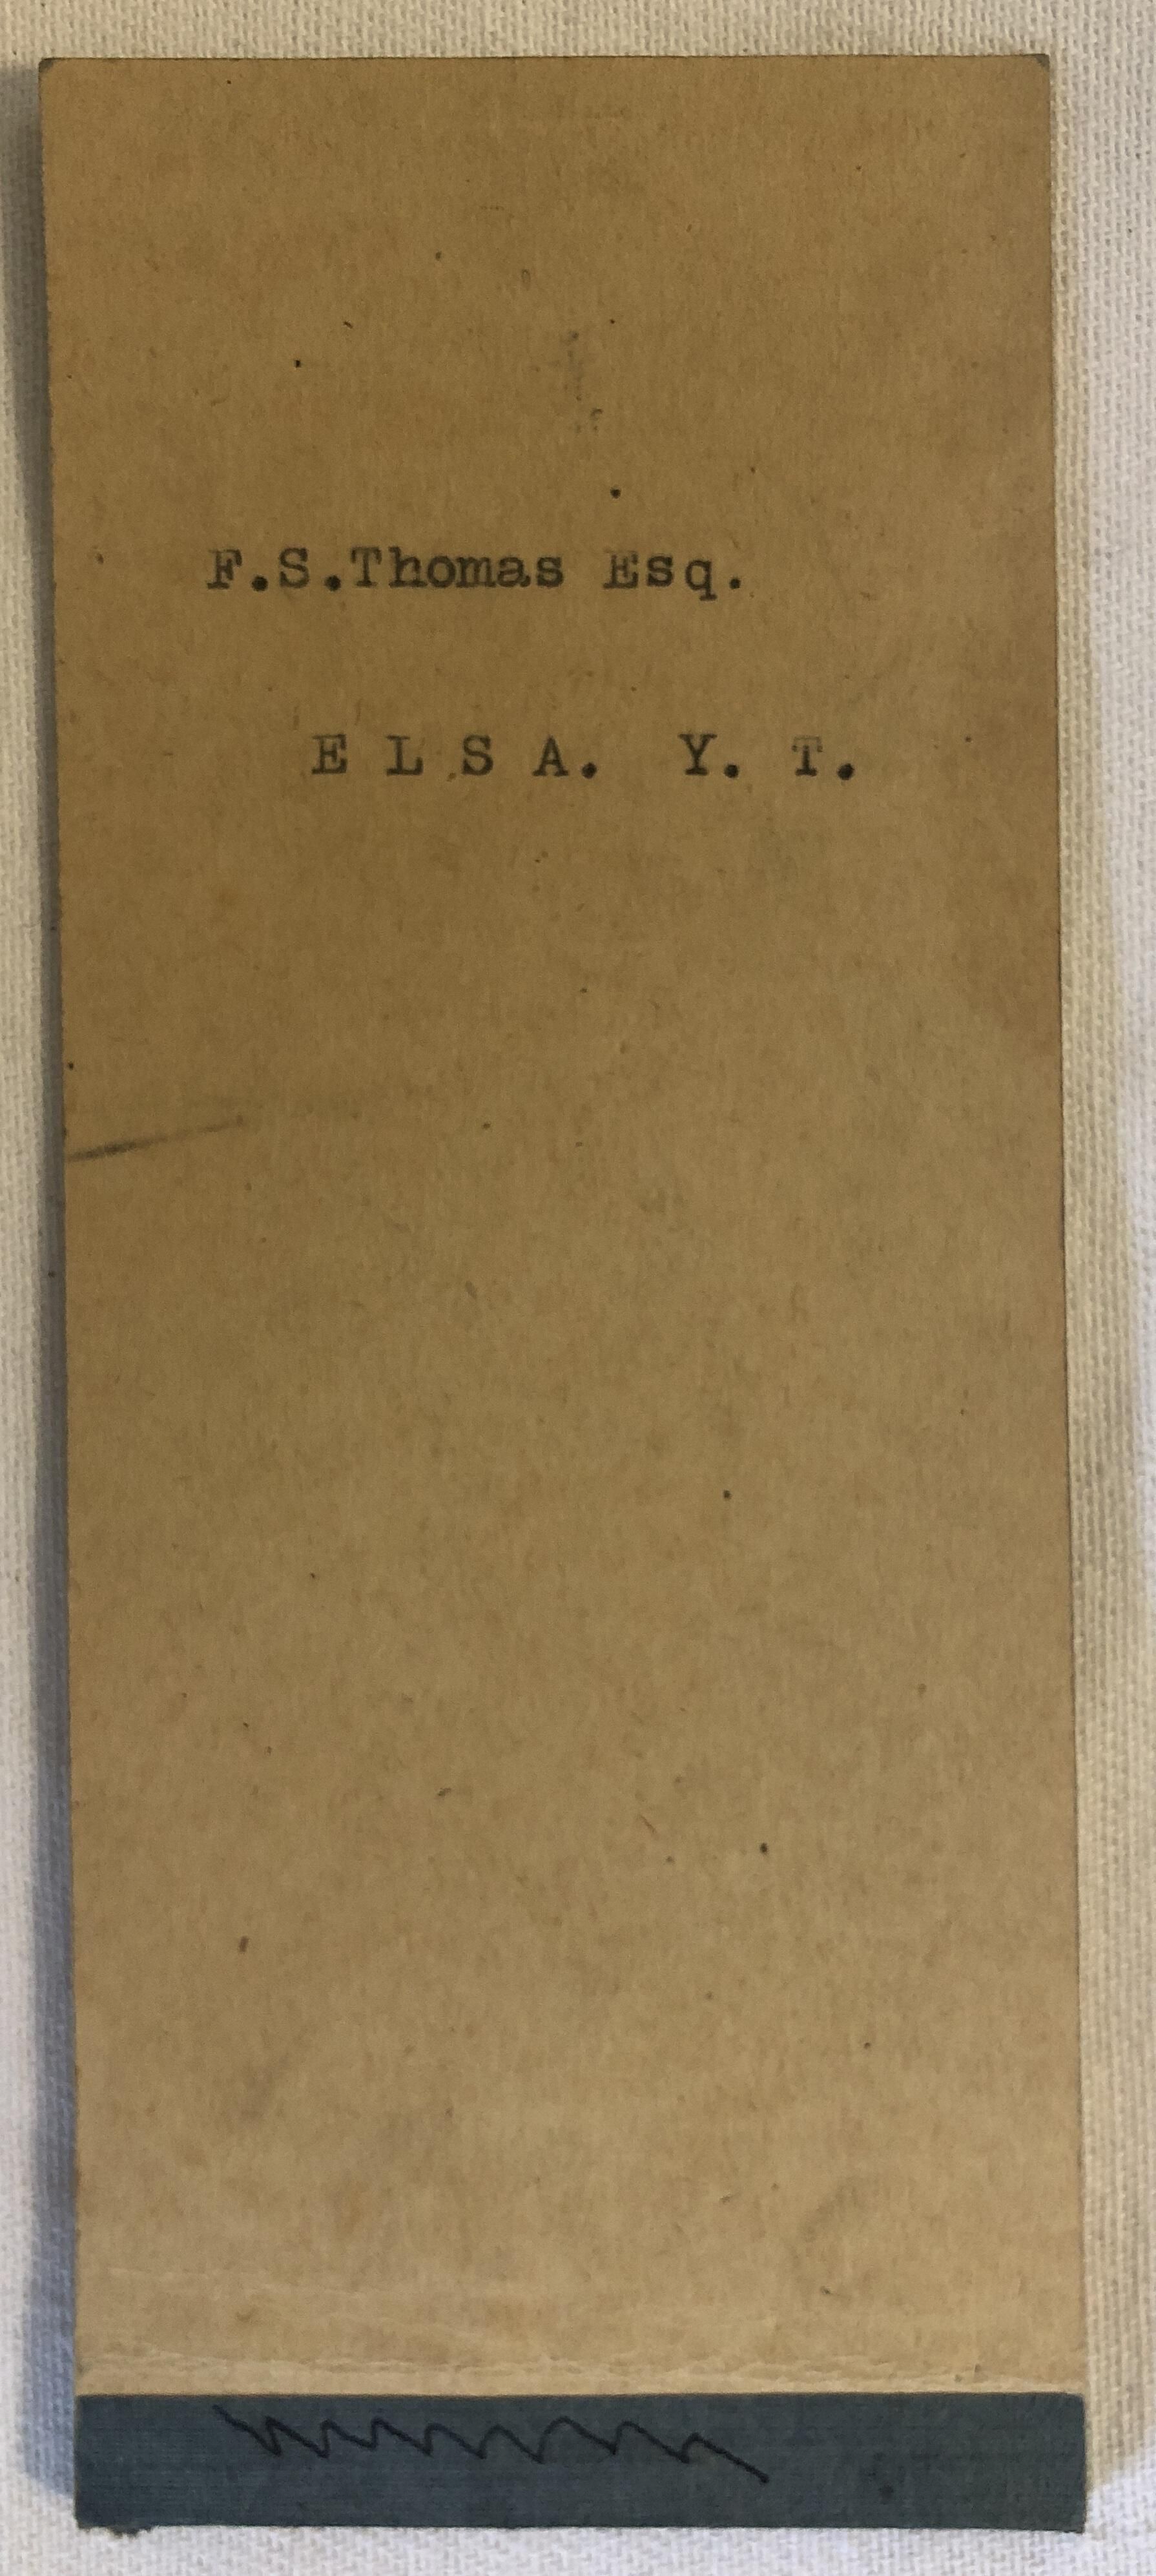 F.S.Thomas Esq.
E L S A. Y. T.